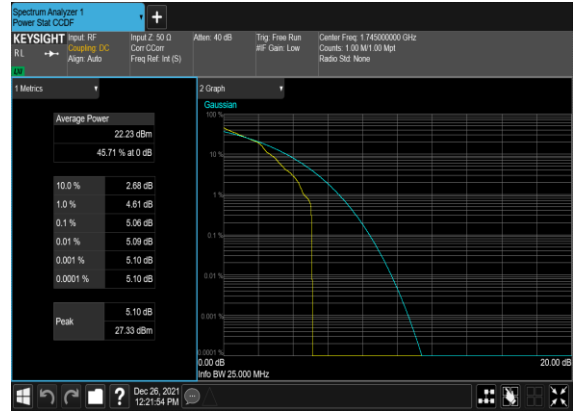 Spectrum Analyzer 1
Power Stat CCDF
KEYSIGHT
R L
LXI
Input: RF
Coupling: DC
Align: Auto
Input Z: 50 Ω
Corr CCorr
Freq Ref: Int (S)
Atten: 40 dB
Trig: Free Run
#IF Gain: Low
Center Freq: 1.745000000 GHz
Counts: 1.00 M/1.00 Mpt
Radio Std: None
1 Metrics
Average Power
22.23 dBm
45.71 % at 0 dB
10.0 % 2.68 dB
1.0 % 4.61 dB
0.1 % 5.06 dB
0.01 % 5.09 dB
0.001 % 5.10 dB
0.0001 % 5.10 dB
Peak
5.10 dB
27.33 dBm
2 Graph
Gaussian
100 %
10 %
1 %
0.1 %
0.01 %
0.001 %
0.0001 %
0.00 dB 20.00 dB
Info BW 25.000 MHz
?
Dec 26, 2021
12:21:54 PM